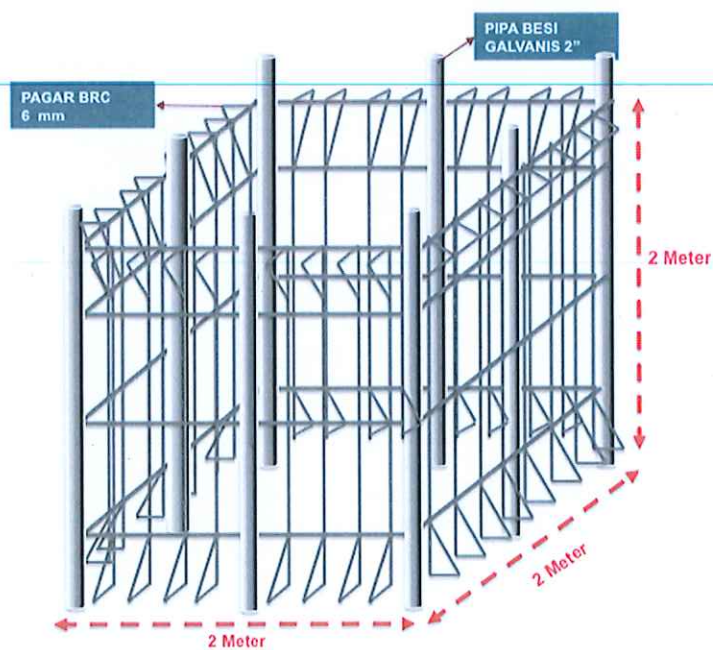 PIPA BESI
GALVANIS 2”
PAGAR BRC
6 mm
2 Meter
2 Meter
2 Meter